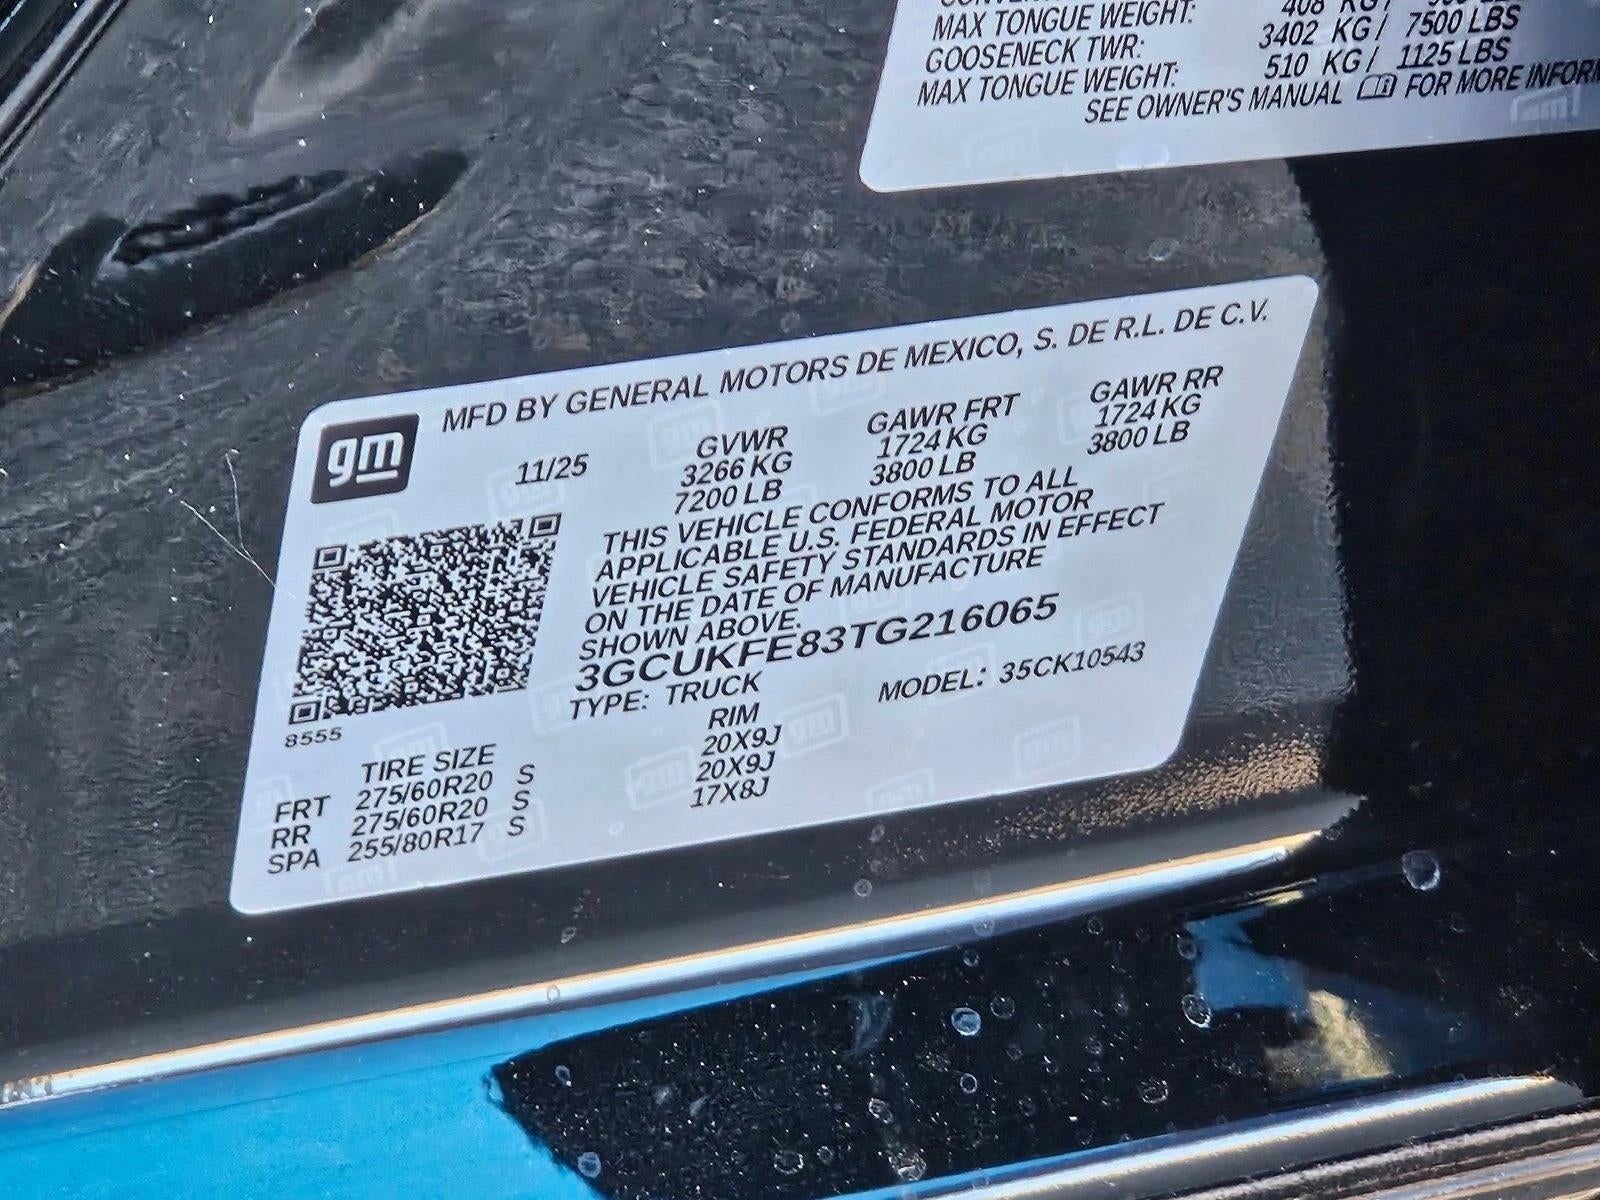 MAX TONGUE WEIGHT: 408 KG /
GOOSENECK TWR: 3402 KG / 7500 LBS
MAX TONGUE WEIGHT: 510 KG / 1125 LBS
SEE OWNER'S MANUAL FOR MORE
gm
MFD BY GENERAL MOTORS DE MEXICO, S. DE R.L. DE C.V.
11/25 GVWR GAWR FRT GAWR RR
3266 KG 1724 KG 1724 KG
7200 LB 3800 LB 3800 LB
THIS VEHICLE CONFORMS TO ALL
APPLICABLE U.S. FEDERAL MOTOR
VEHICLE SAFETY STANDARDS IN EFFECT
ON THE DATE OF MANUFACTURE
SHOWN ABOVE.
3GCUKFE83TG216065
TYPE: TRUCK MODEL: 35CK10543
8555
TIRE SIZE RIM
FRT 275/60R20 S 20X9J
RR 275/60R20 S 20X9J
SPA 255/80R17 S 17X8J